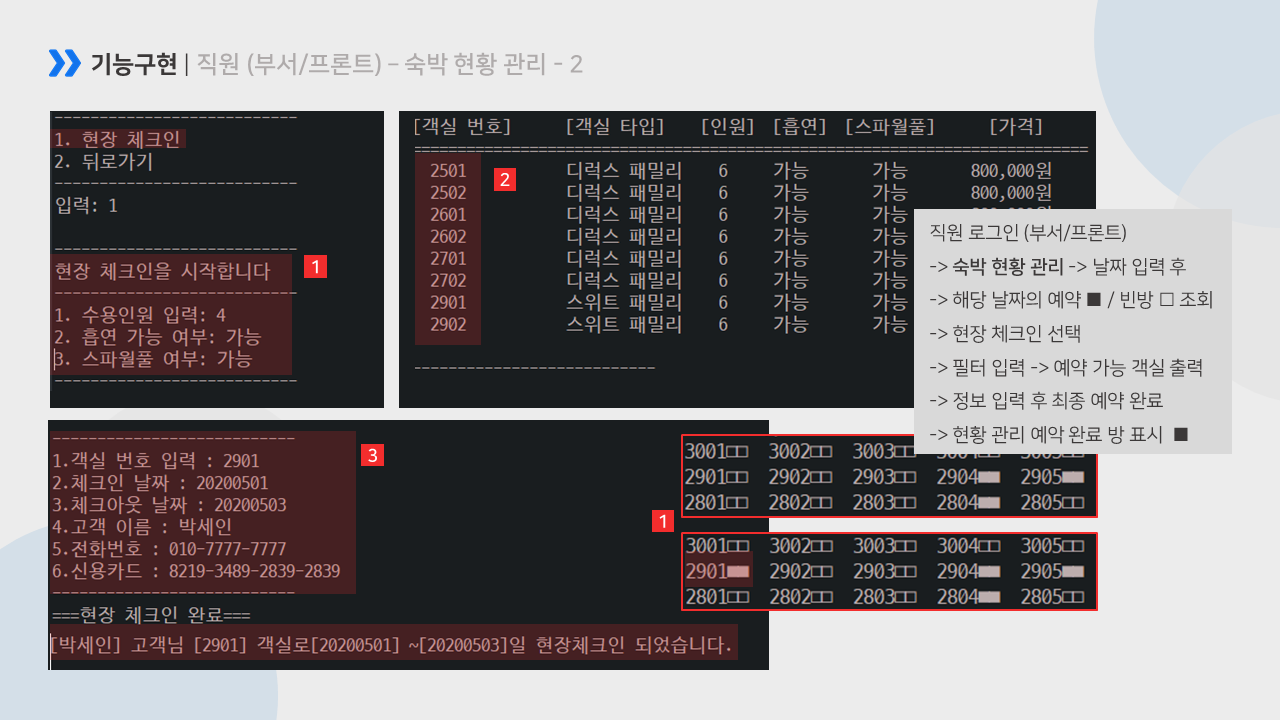 기능구현 | 직원 (부서/프론트) – 숙박 현황 관리 - 2
---------------------------
1. 현장 체크인
2. 뒤로가기
---------------------------
입력: 1
---------------------------
현장 체크인을 시작합니다
---------------------------
1. 수용인원 입력: 4
2. 흡연 가능 여부: 가능
3. 스파월풀 여부: 가능
---------------------------
1
[객실 번호] [객실 타입] [인원] [흡연] [스파월풀] [가격]
===========================================================================
2501 디럭스 패밀리 6 가능 가능 800,000원
2502 디럭스 패밀리 6 가능 가능 800,000원
2601 디럭스 패밀리 6 가능 가능
2602 디럭스 패밀리 6 가능 가능
2701 디럭스 패밀리 6 가능 가능
2702 디럭스 패밀리 6 가능 가능
2901 스위트 패밀리 6 가능 가능
2902 스위트 패밀리 6 가능 가능
---------------------------
2
직원 로그인 (부서/프론트)
-> 숙박 현황 관리 -> 날짜 입력 후
-> 해당 날짜의 예약 ■ / 빈방 □ 조회
-> 현장 체크인 선택
-> 필터 입력 -> 예약 가능 객실 출력
-> 정보 입력 후 최종 예약 완료
-> 현황 관리 예악 완료 방 표시 ■
---------------------------
1.객실 번호 입력 : 2901
2.체크인 날짜 : 20200501
3.체크아웃 날짜 : 20200503
4.고객 이름 : 박세인
5.전화번호 : 010-7777-7777
6.신용카드 : 8219-3489-2839-2839
---------------------------
===현장 체크인 완료===
[박세인] 고객님 [2901] 객실로[20200501] ~[20200503]일 현장체크인 되었습니다.
3
3001□□ 3002□□ 3003□□ 3004□□ 3005□□
2901□□ 2902□□ 2903□□ 2904■■ 2905■■
2801□□ 2802□□ 2803□□ 2804■■ 2805□□
1
3001□□ 3002□□ 3003□□ 3004□□ 3005□□
2901■■ 2902□□ 2903□□ 2904■■ 2905■■
2801□□ 2802□□ 2803□□ 2804■■ 2805□□